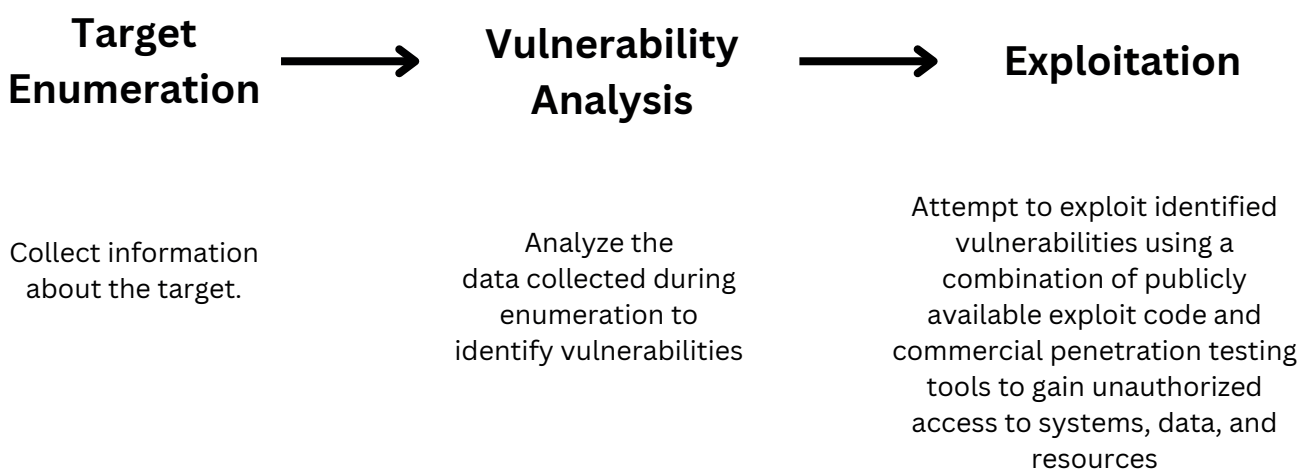 Target
Enumeration
Vulnerability
Analysis
Exploitation
Collect information
about the target.
Analyze the
data collected during
enumeration to
identify vulnerabilities
Attempt to exploit identified
vulnerabilities using a
combination of publicly
available exploit code and
commercial penetration testing
tools to gain unauthorized
access to systems, data, and
resources